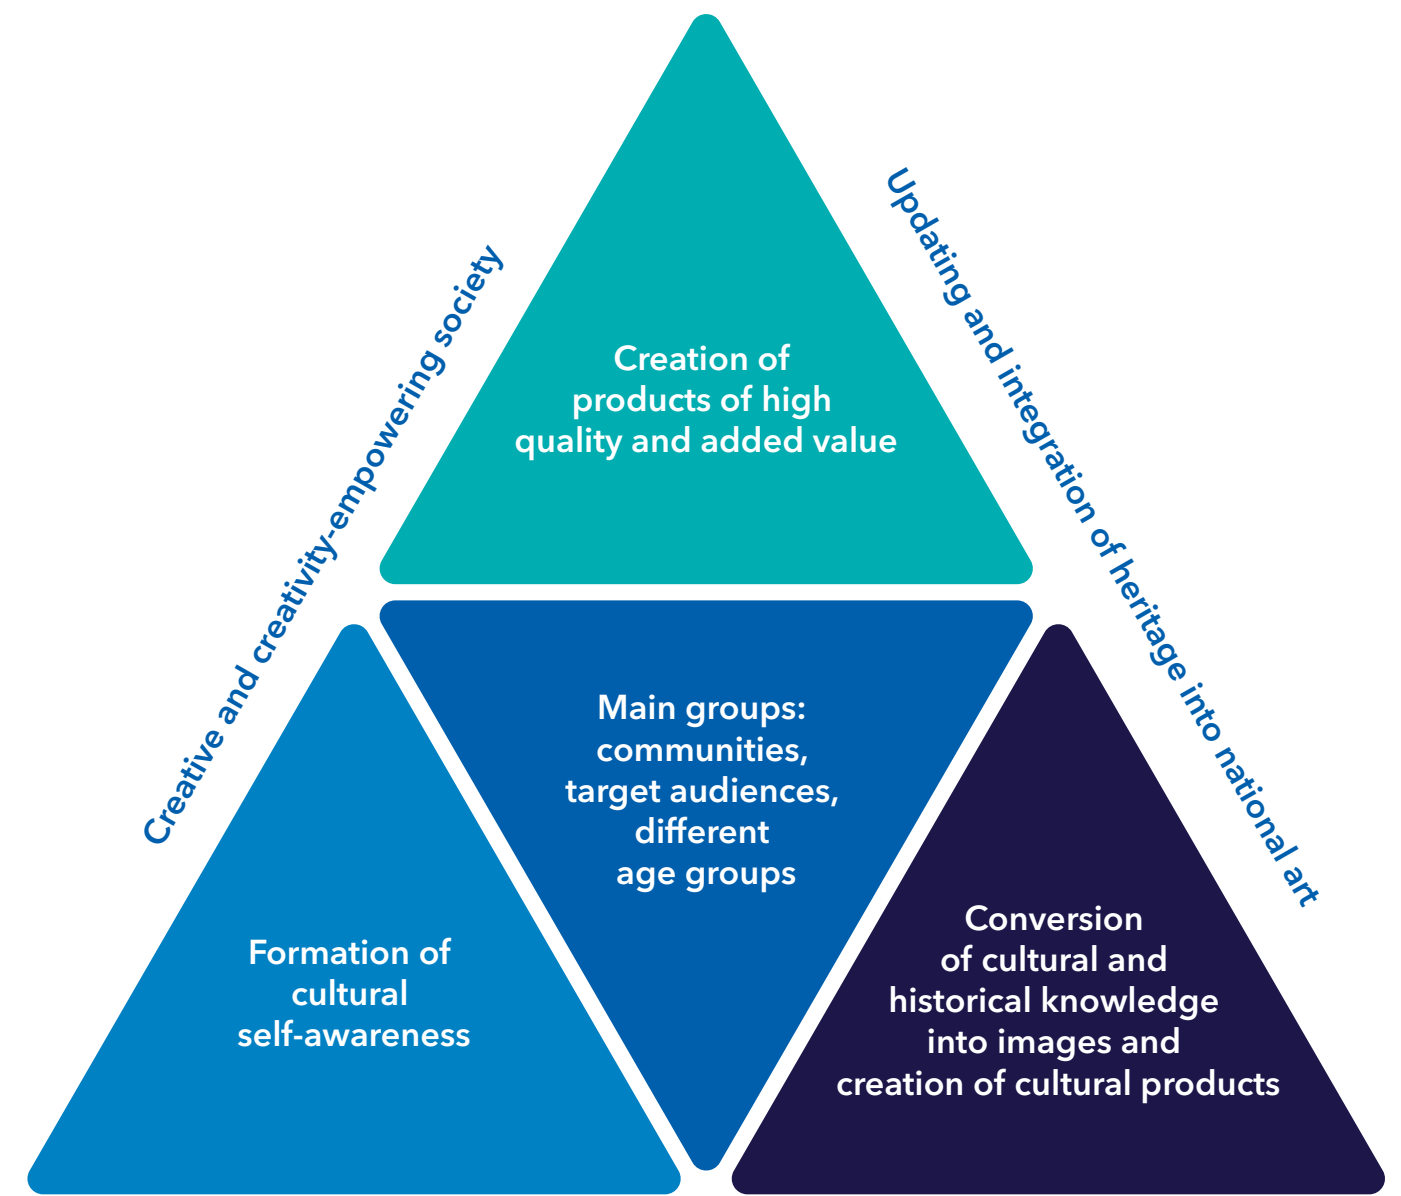 Creative and creativity-empowering society
Updating and integration of heritage into national art
Creation of
products of high
quality and added value
Main groups:
communities,
target audiences,
different
age groups
Formation of
cultural
self-awareness
Conversion
of cultural and
historical knowledge
into images and
creation of cultural products